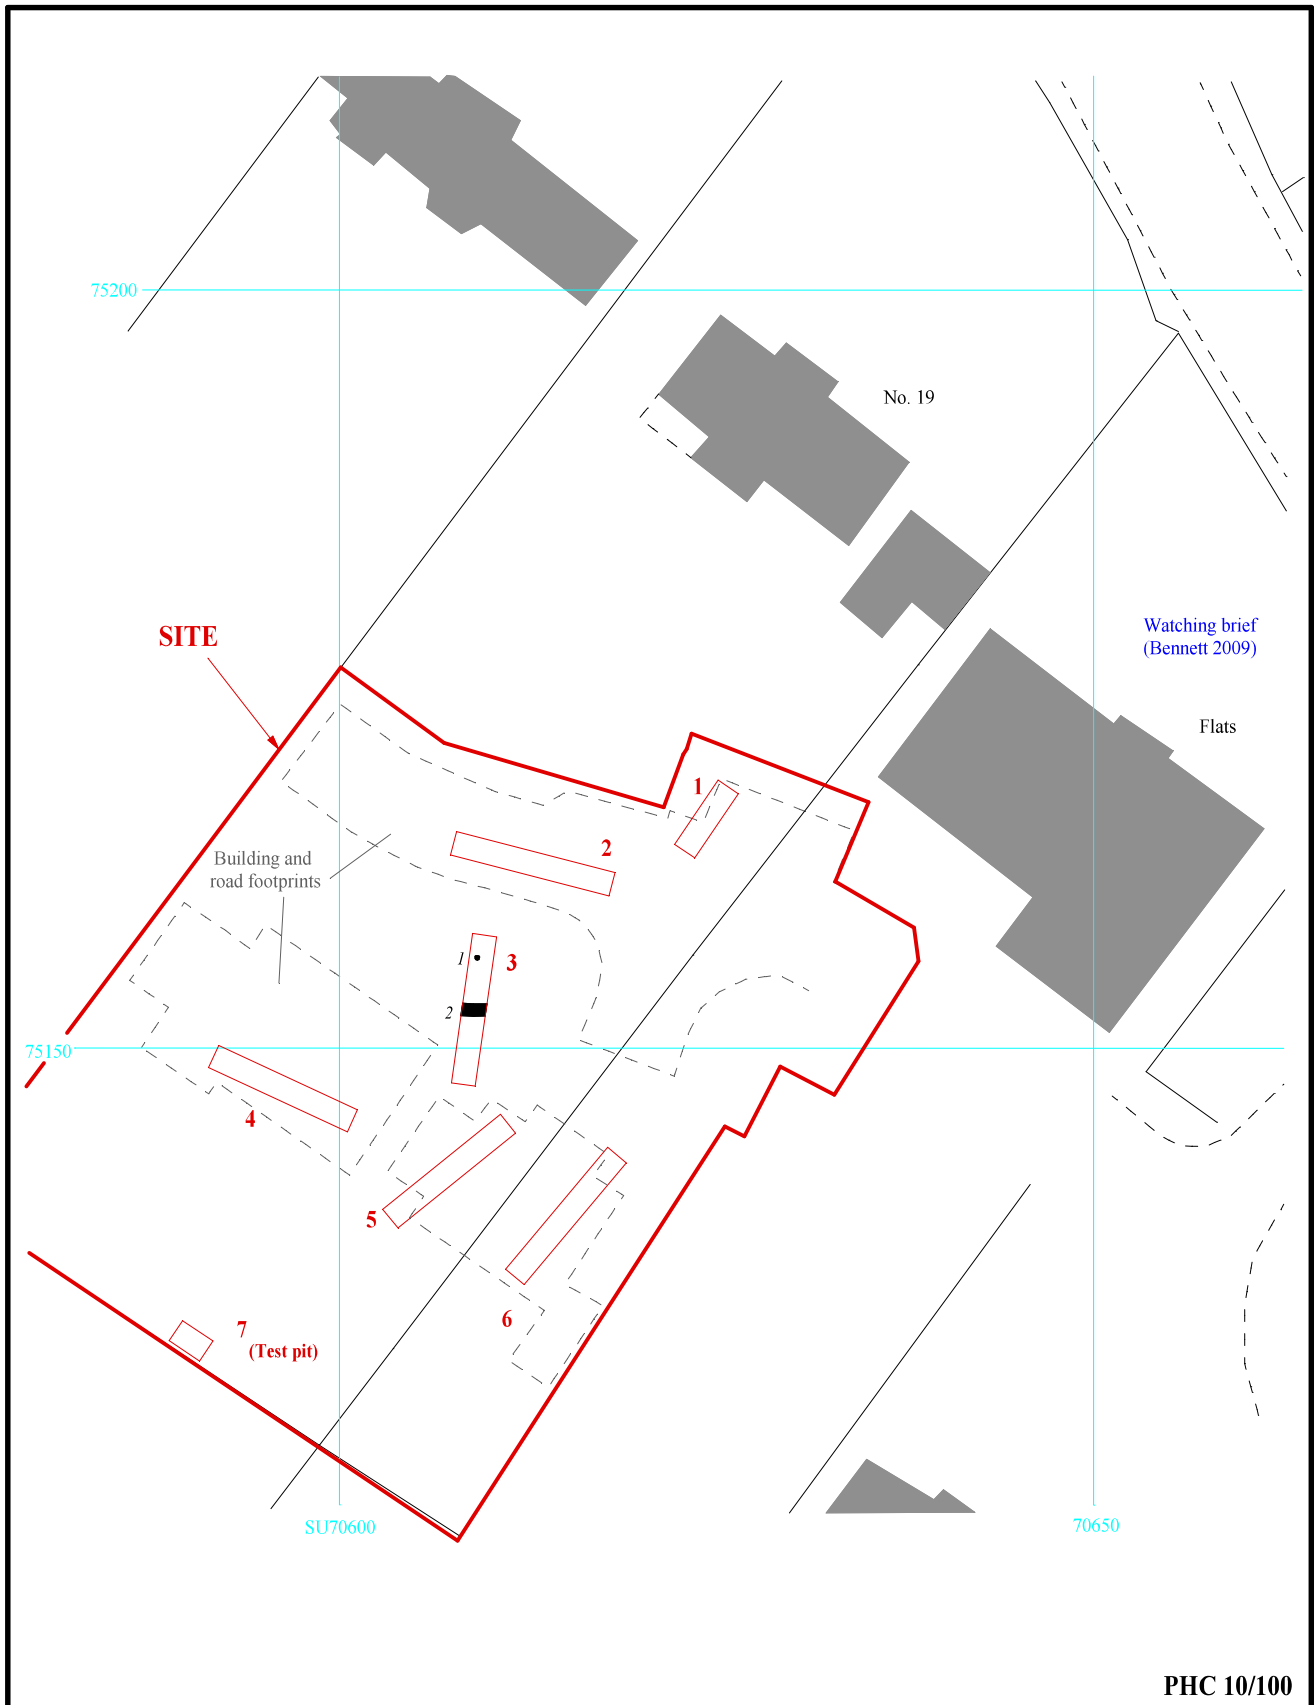 75200
No. 19
SITE
Watching brief
(Bennett 2009)
Flats
1
2
Building and
road footprints
1
3
2
75150
4
5
6
7
(Test pit)
SU70600
70650
PHC 10/100